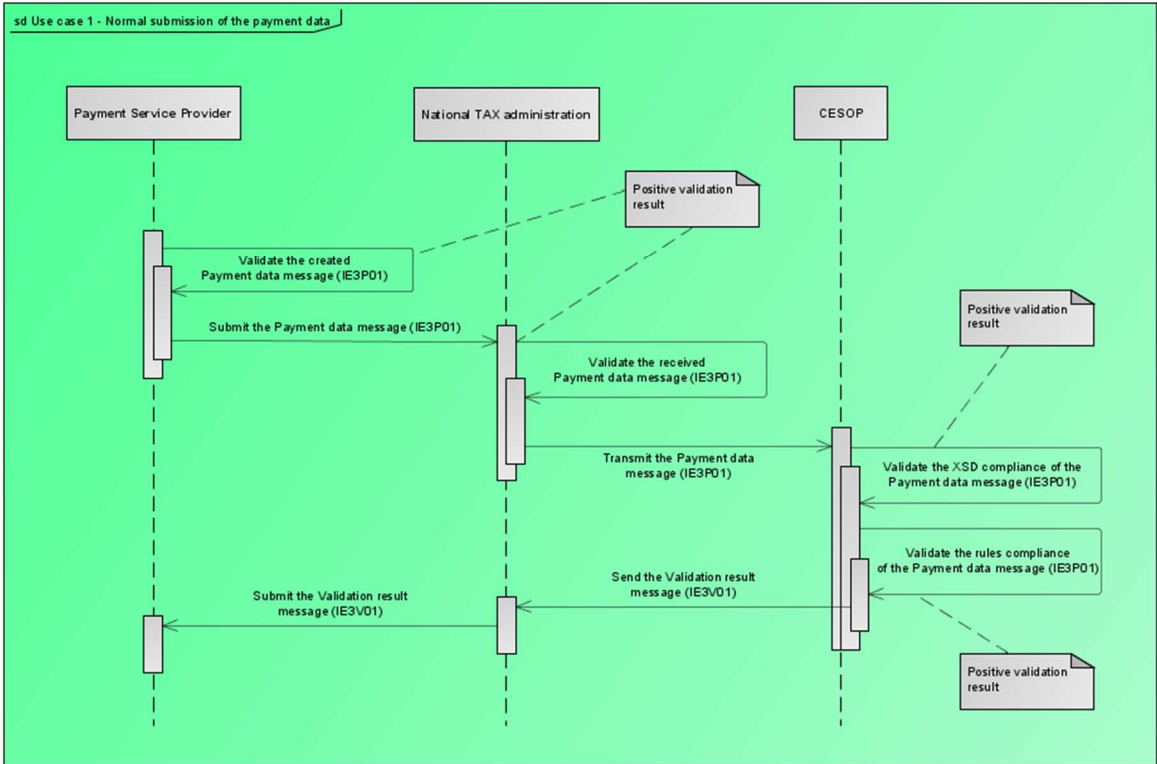 sd Use case 1 - Normal submission of the payment data
Payment Service Provider
National TAX administration
CESOP
Positive validation
result
Validate the created
Payment data message (IE3P01)
Submit the Payment data message (IE3P01)
Positive validation
result
Validate the received
Payment data message (IE3P01)
Transmit the Payment data
message (IE3P01)
Validate the XSD compliance of the
Payment data message (IE3P01)
Validate the rules compliance
of the Payment data message (IE3P01)
Send the Validation result
message (IE3V01)
Submit the Validation result
message (IE3V01)
Positive validation
result